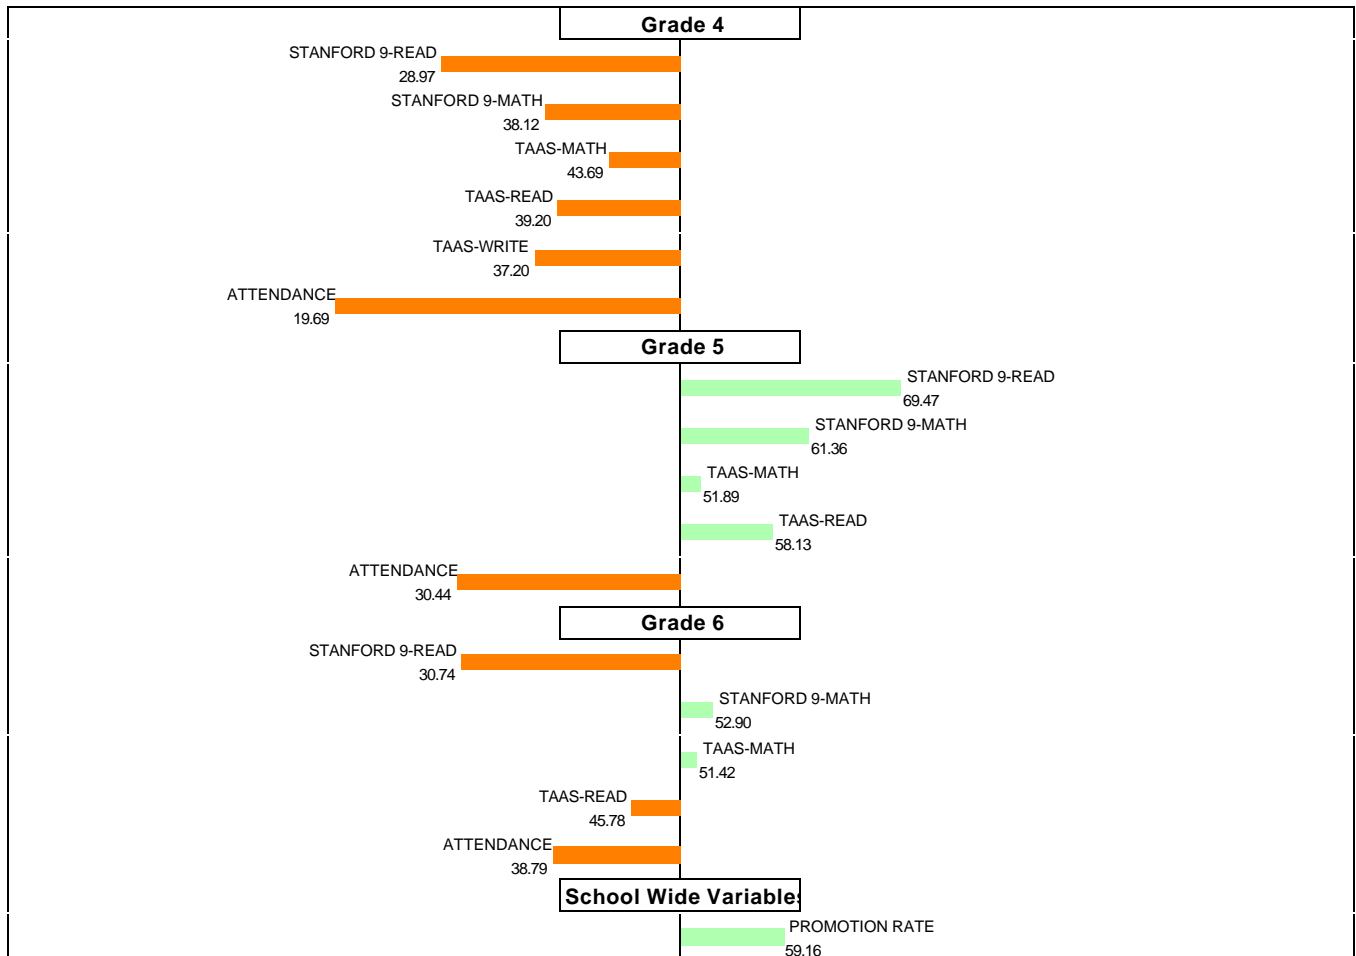 Grade 4
STANFORD 9-READ
28.97
STANFORD 9-MATH
38.12
TAAS-MATH
43.69
TAAS-READ
39.20
TAAS-WRITE
37.20
ATTENDANCE
19.69
Grade 5
STANFORD 9-READ
69.47
STANFORD 9-MATH
61.36
TAAS-MATH
51.89
TAAS-READ
58.13
ATTENDANCE
30.44
Grade 6
STANFORD 9-READ
30.74
STANFORD 9-MATH
52.90
TAAS-MATH
51.42
TAAS-READ
45.78
ATTENDANCE
38.79
School Wide Variables
PROMOTION RATE
59.16